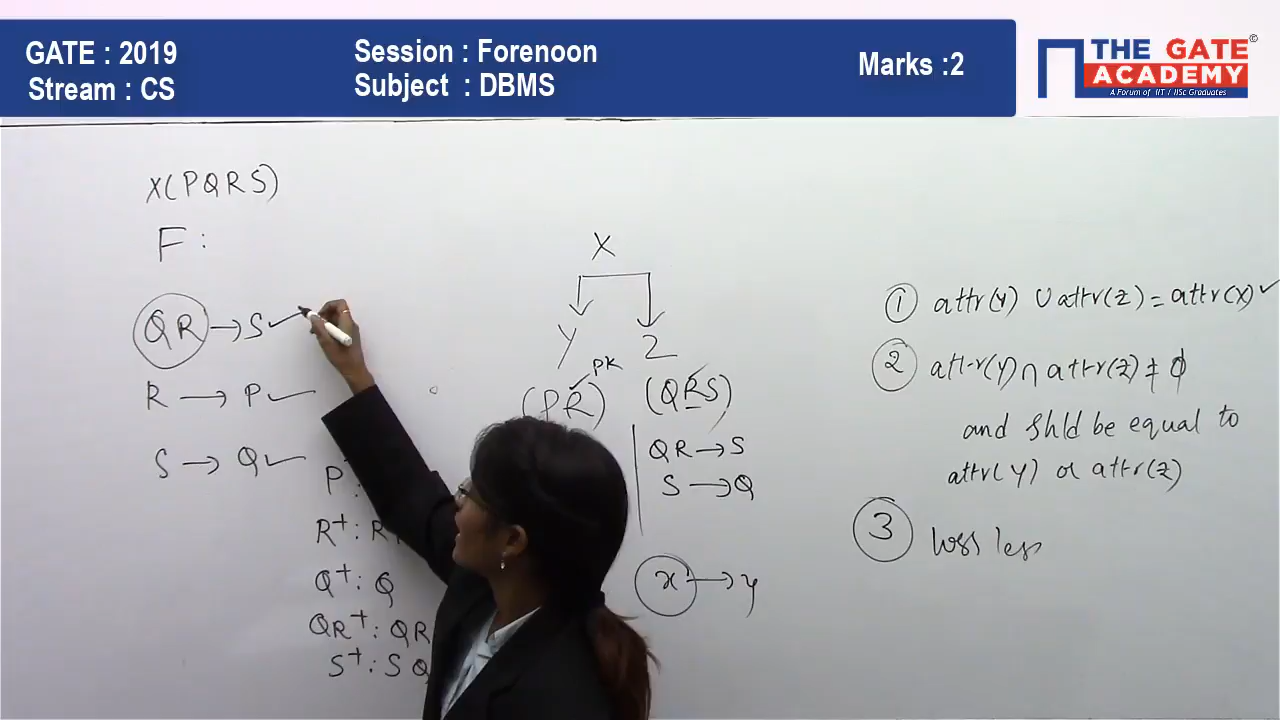 GATE : 2019
Stream : CS
Session : Forenoon
Subject : DBMS
Marks :2
THE GATE
ACADEMY
©
A Forum of IIT / IISc Graduates
X(PQRS)
F :
QR → S ✓
R → P ✓
S → Q ✓
R+ : R
Q+ : Q
QR+ : QR
S+ : S Q
X
Y Z
PK
(PR) (QRS)
QR → S
S → Q
x → y
① attr(Y) ∪ attr(Z) = attr(X) ✓
② attr(Y) ∩ attr(Z) ≠ ϕ
and Shld be equal to
attr(Y) or attr(Z)
③ loss less